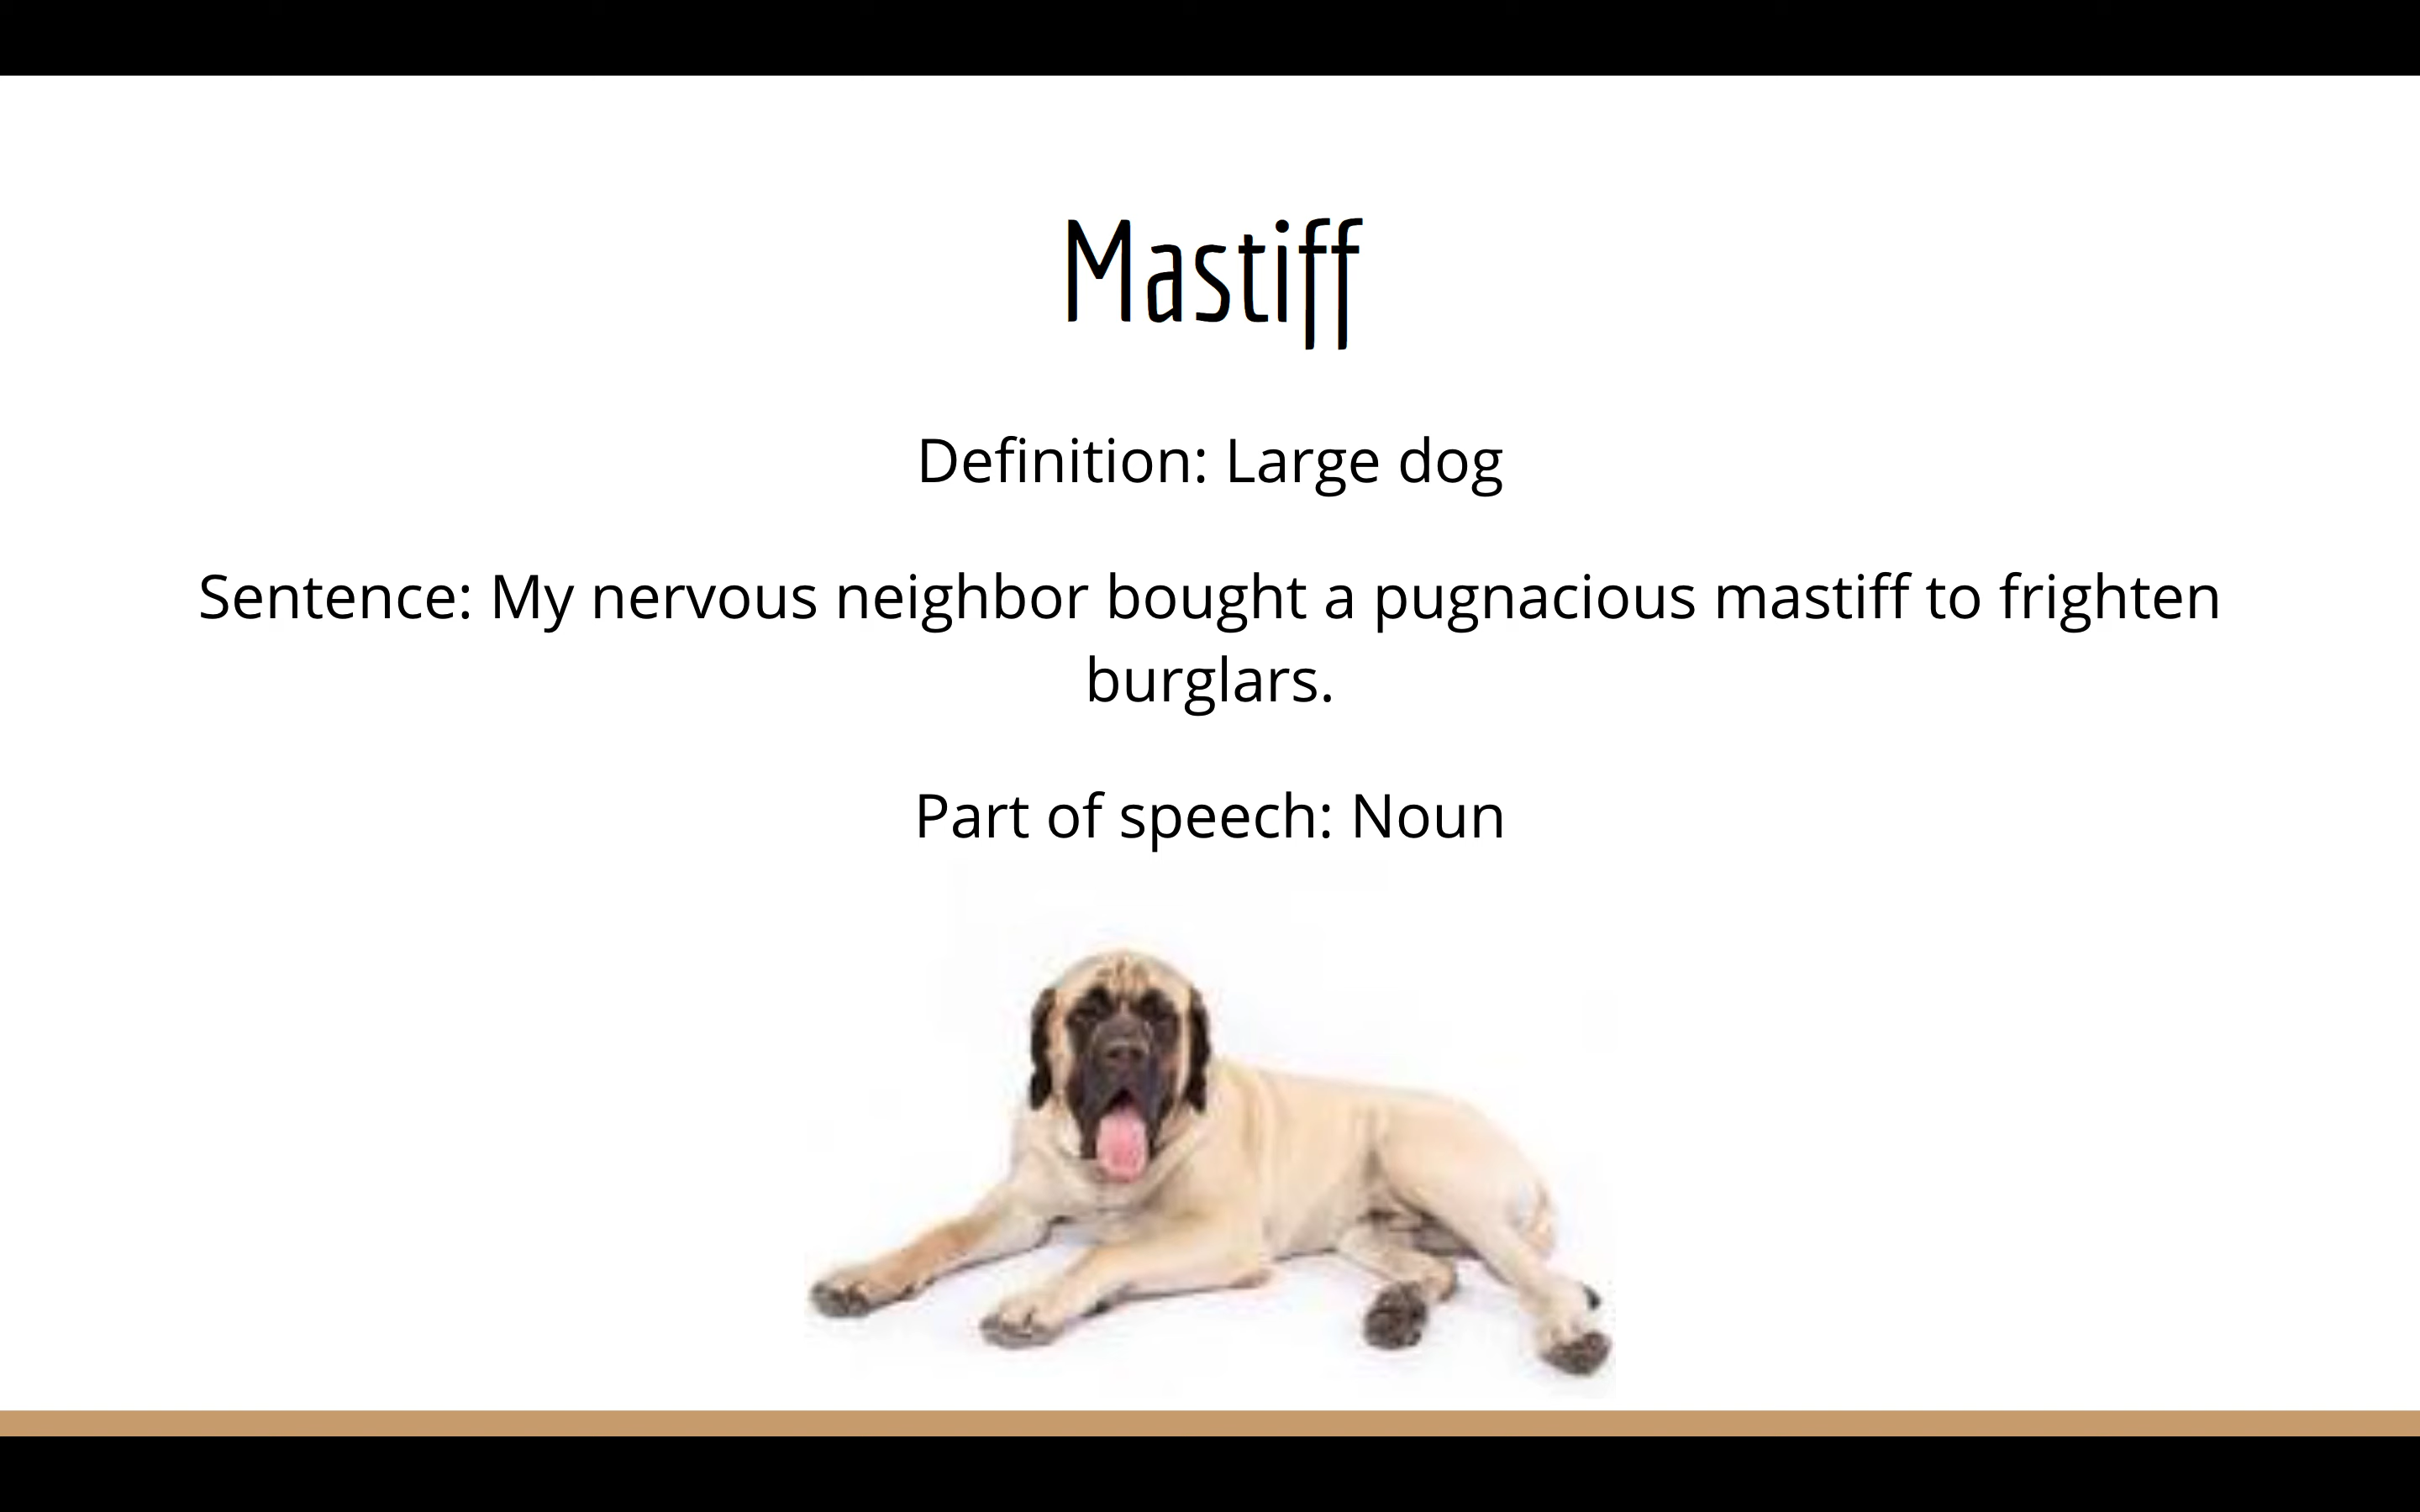 Mastiff
Definition: Large dog
Sentence: My nervous neighbor bought a pugnacious mastiff to frighten
burglars.
Part of speech: Noun